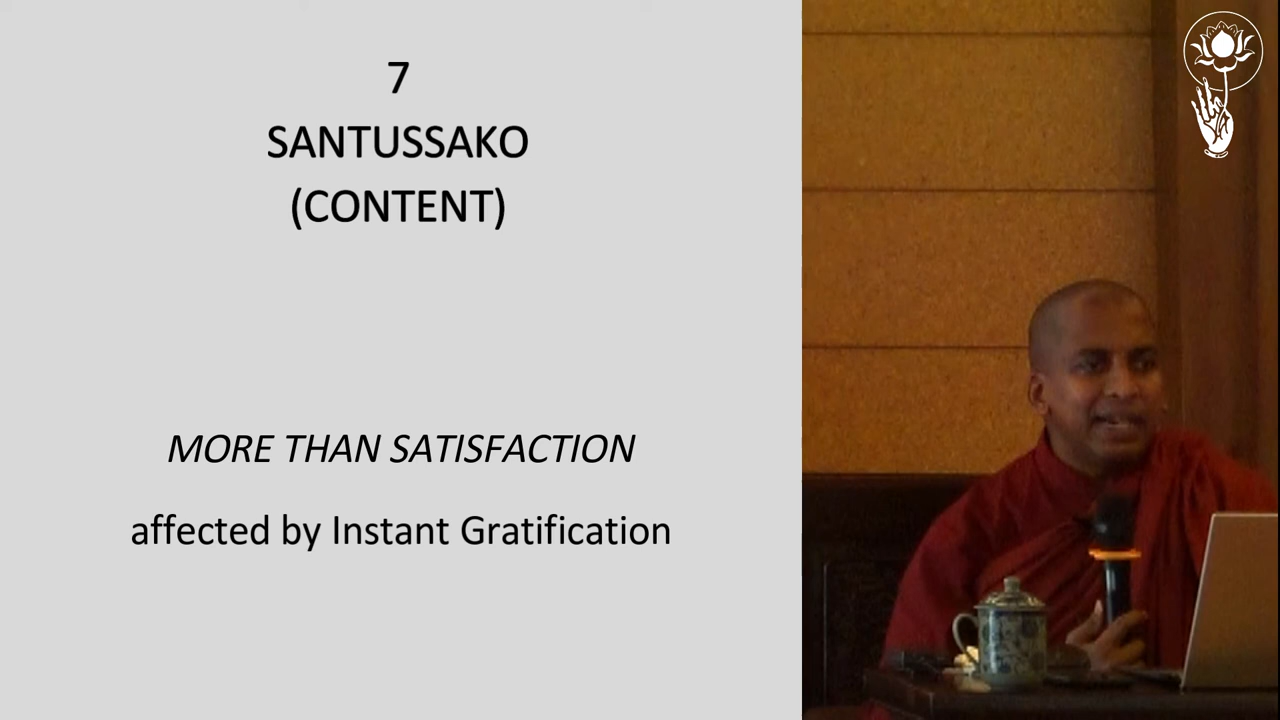 7
SANTUSSAKO
(CONTENT)
MORE THAN SATISFACTION
affected by Instant Gratification